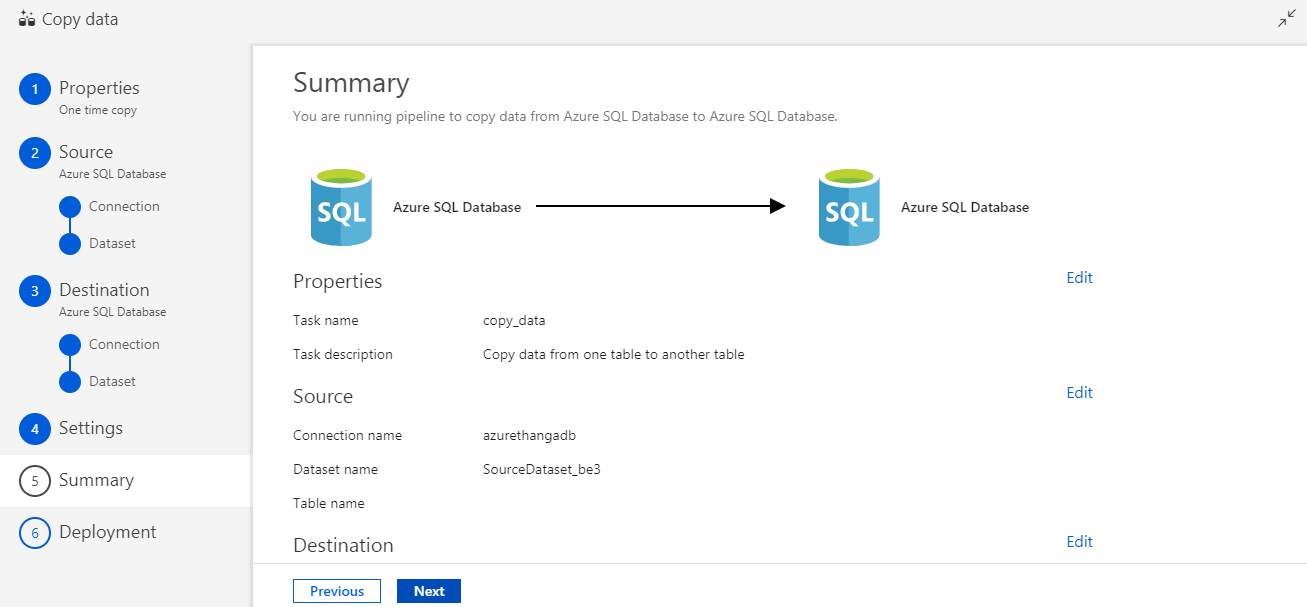 Copy data
1 Properties
One time copy
2 Source
Azure SQL Database
Connection
Dataset
3 Destination
Azure SQL Database
Connection
Dataset
4 Settings
5 Summary
6 Deployment
Summary
You are running pipeline to copy data from Azure SQL Database to Azure SQL Database.
SQL Azure SQL Database SQL Azure SQL Database
Properties Edit
Task name copy_data
Task description Copy data from one table to another table
Source Edit
Connection name azurethangadb
Dataset name SourceDataset_be3
Table name
Destination Edit
Previous Next